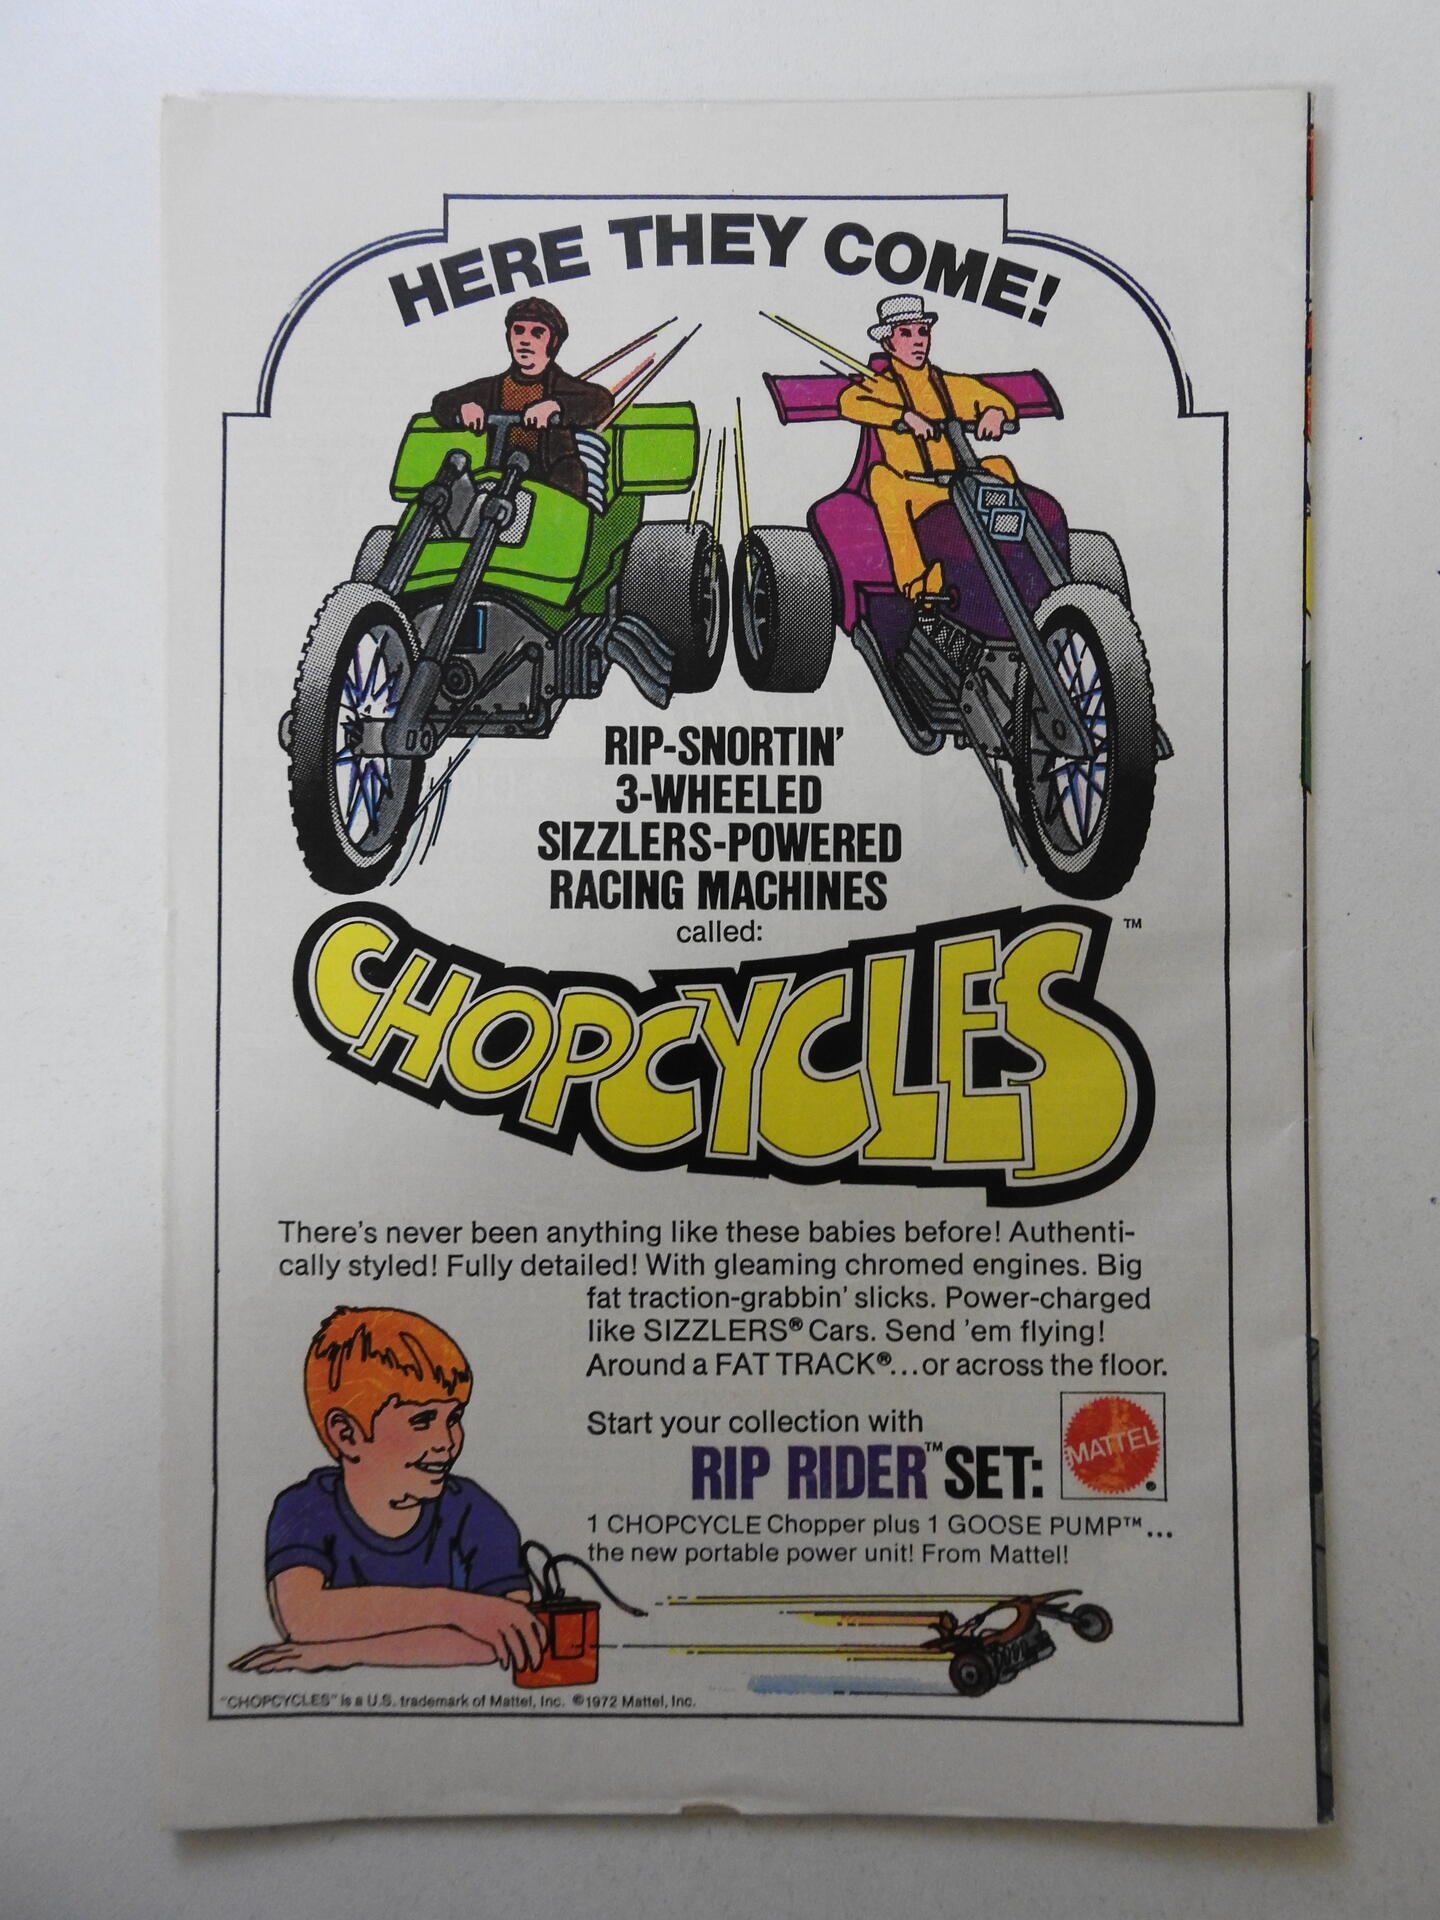 HERE THEY COME!
RIP-SNORTIN'
3-WHEELED
SIZZLERS-POWERED
RACING MACHINES
called:
CHOPCYCLES™
There's never been anything like these babies before! Authenti-
cally styled! Fully detailed! With gleaming chromed engines. Big
fat traction-grabbin' slicks. Power-charged
like SIZZLERS® Cars. Send 'em flying!
Around a FAT TRACK®...or across the floor.
Start your collection with
RIP RIDER™ SET:
MATTEL®
1 CHOPCYCLE Chopper plus 1 GOOSE PUMP™...
the new portable power unit! From Mattel!
"CHOPCYCLES" is a U.S. trademark of Mattel, Inc. ©1972 Mattel, Inc.